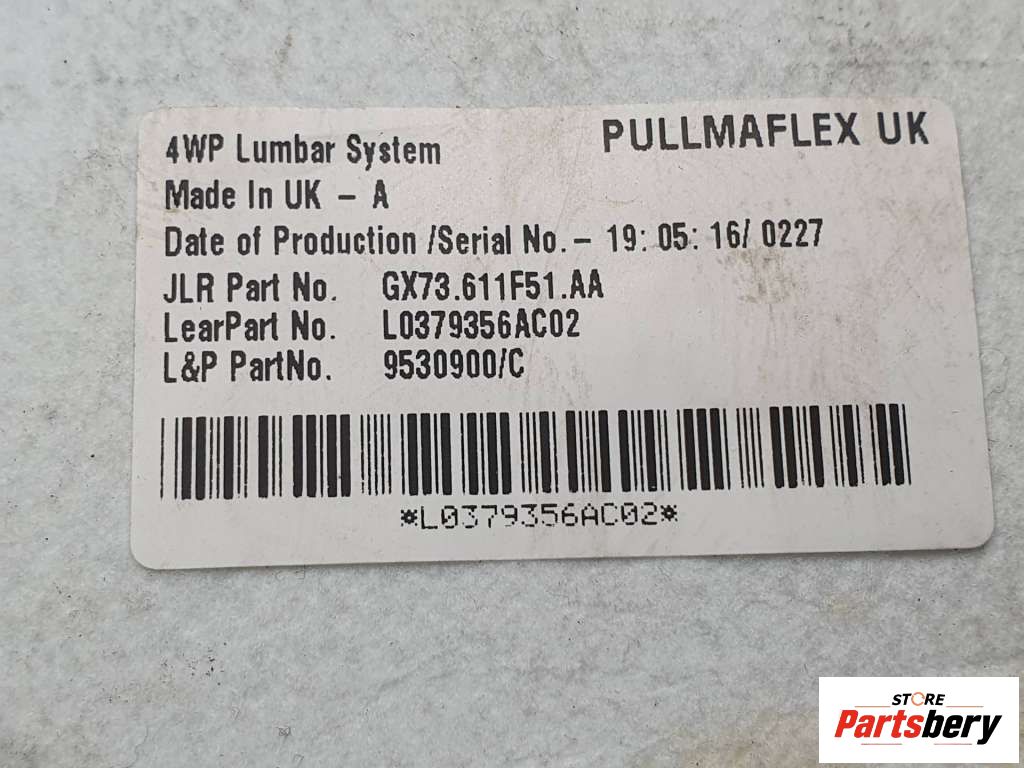 4WP Lumbar System
PULLMAFLEX UK
Made In UK - A
Date of Production /Serial No.- 19: 05: 16/ 0227
JLR Part No. GX73.611F51.AA
LearPart No. L0379356AC02
L&P PartNo. 9530900/C
*L0379356AC02*
STORE
Partsbery